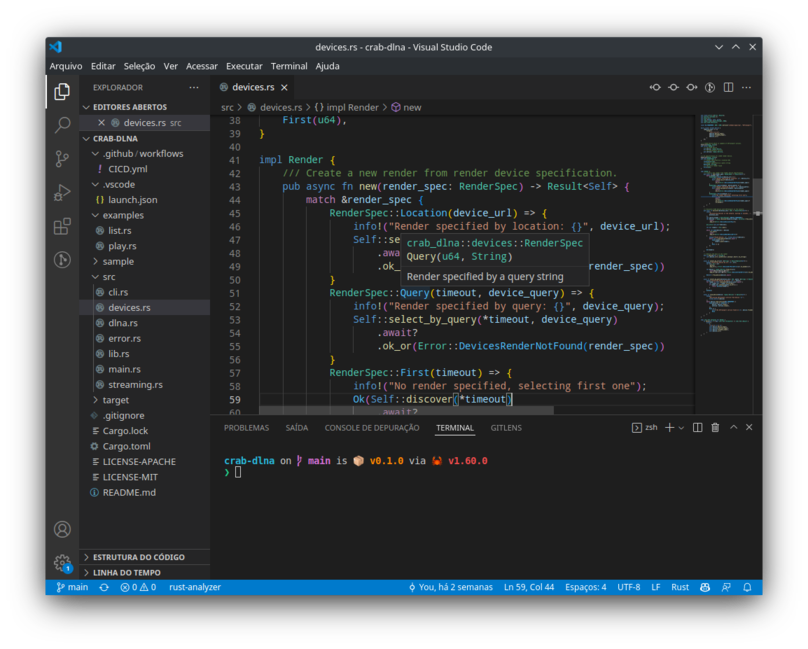 devices.rs - crab-dlna - Visual Studio Code
Arquivo Editar Seleção Ver Acessar Executar Terminal Ajuda
EXPLORADOR
EDITORES ABERTOS
devices.rs src
CRAB-DLNA
.github / workflows
CICD.yml
.vscode
launch.json
examples
list.rs
play.rs
sample
src
cli.rs
devices.rs
dlna.rs
error.rs
lib.rs
main.rs
streaming.rs
target
.gitignore
Cargo.lock
Cargo.toml
LICENSE-APACHE
LICENSE-MIT
README.md
ESTRUTURA DO CÓDIGO
LINHA DO TEMPO
devices.rs
src > devices.rs > {} impl Render > new
38 First(u64),
39 }
40
41 impl Render {
42 /// Create a new render from render device specification.
43 pub async fn new(render_spec: RenderSpec) -> Result<Self> {
44 match &render_spec {
45 RenderSpec::Location(device_url) => {
46 info!("Render specified by location: {}", device_url);
47 Self::se
48 .awa
49 .ok_ render_spec))
50 }
crab_dlna::devices::RenderSpec
Query(u64, String)
Render specified by a query string
51 RenderSpec::Query(timeout, device_query) => {
52 info!("Render specified by query: {}", device_query);
53 Self::select_by_query(*timeout, device_query)
54 .await?
55 .ok_or(Error::DevicesRenderNotFound(render_spec))
56 }
57 RenderSpec::First(timeout) => {
58 info!("No render specified, selecting first one");
59 Ok(Self::discover(*timeout)
60 .await?
PROBLEMAS SAÍDA CONSOLE DE DEPURAÇÃO TERMINAL GITLENS
zsh
crab-dlna on main is v0.1.0 via v1.60.0
❯
1
main 0 0 rust-analyzer You, há 2 semanas Ln 59, Col 44 Espaços: 4 UTF-8 LF Rust